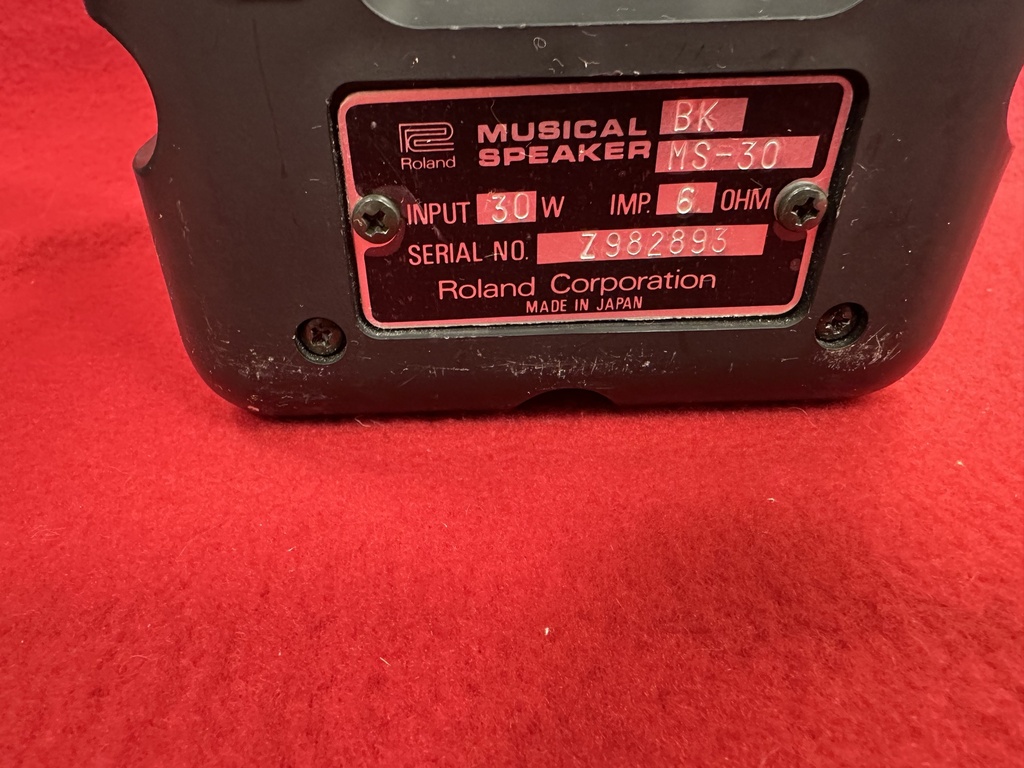 Roland
MUSICAL SPEAKER
BK
MS-30
INPUT 30 W IMP. 6 OHM
SERIAL NO. Z982893
Roland Corporation
MADE IN JAPAN